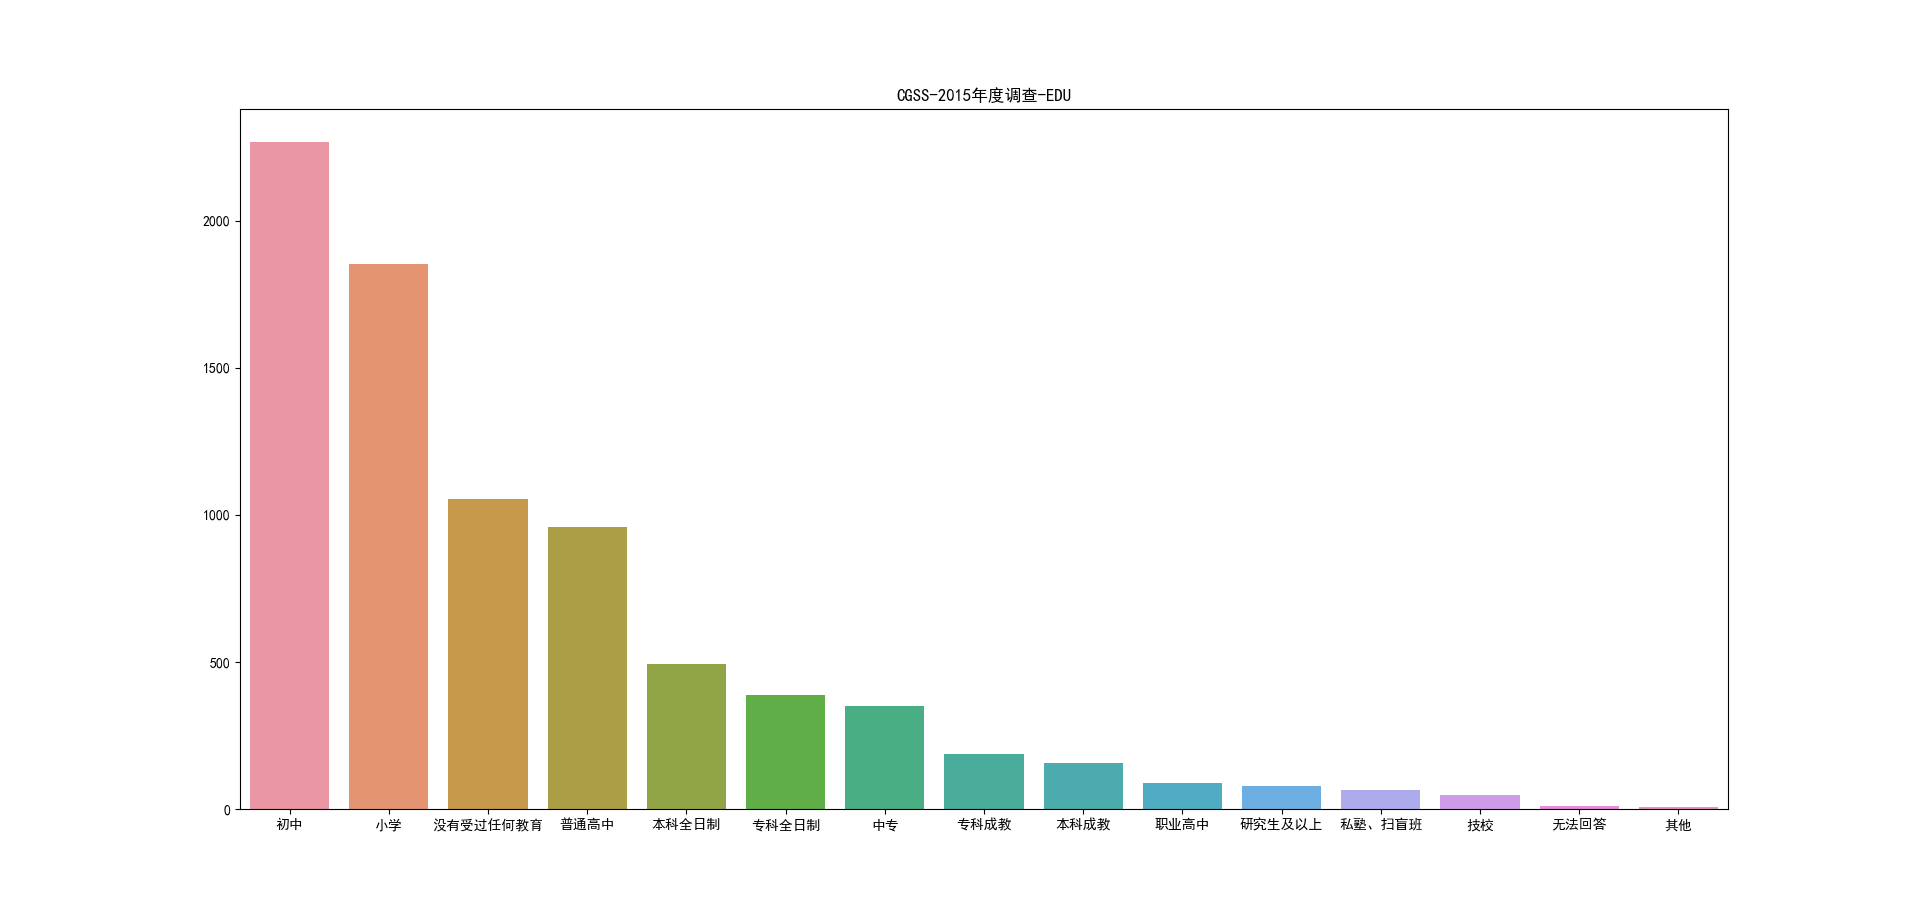 CGSS-2015年度调查-EDU
2000
1500
1000
500
0
初中 小学 没有受过任何教育 普通高中 本科全日制 专科全日制 中专 专科成教 本科成教 职业高中 研究生及以上 私塾、扫盲班 技校 无法回答 其他